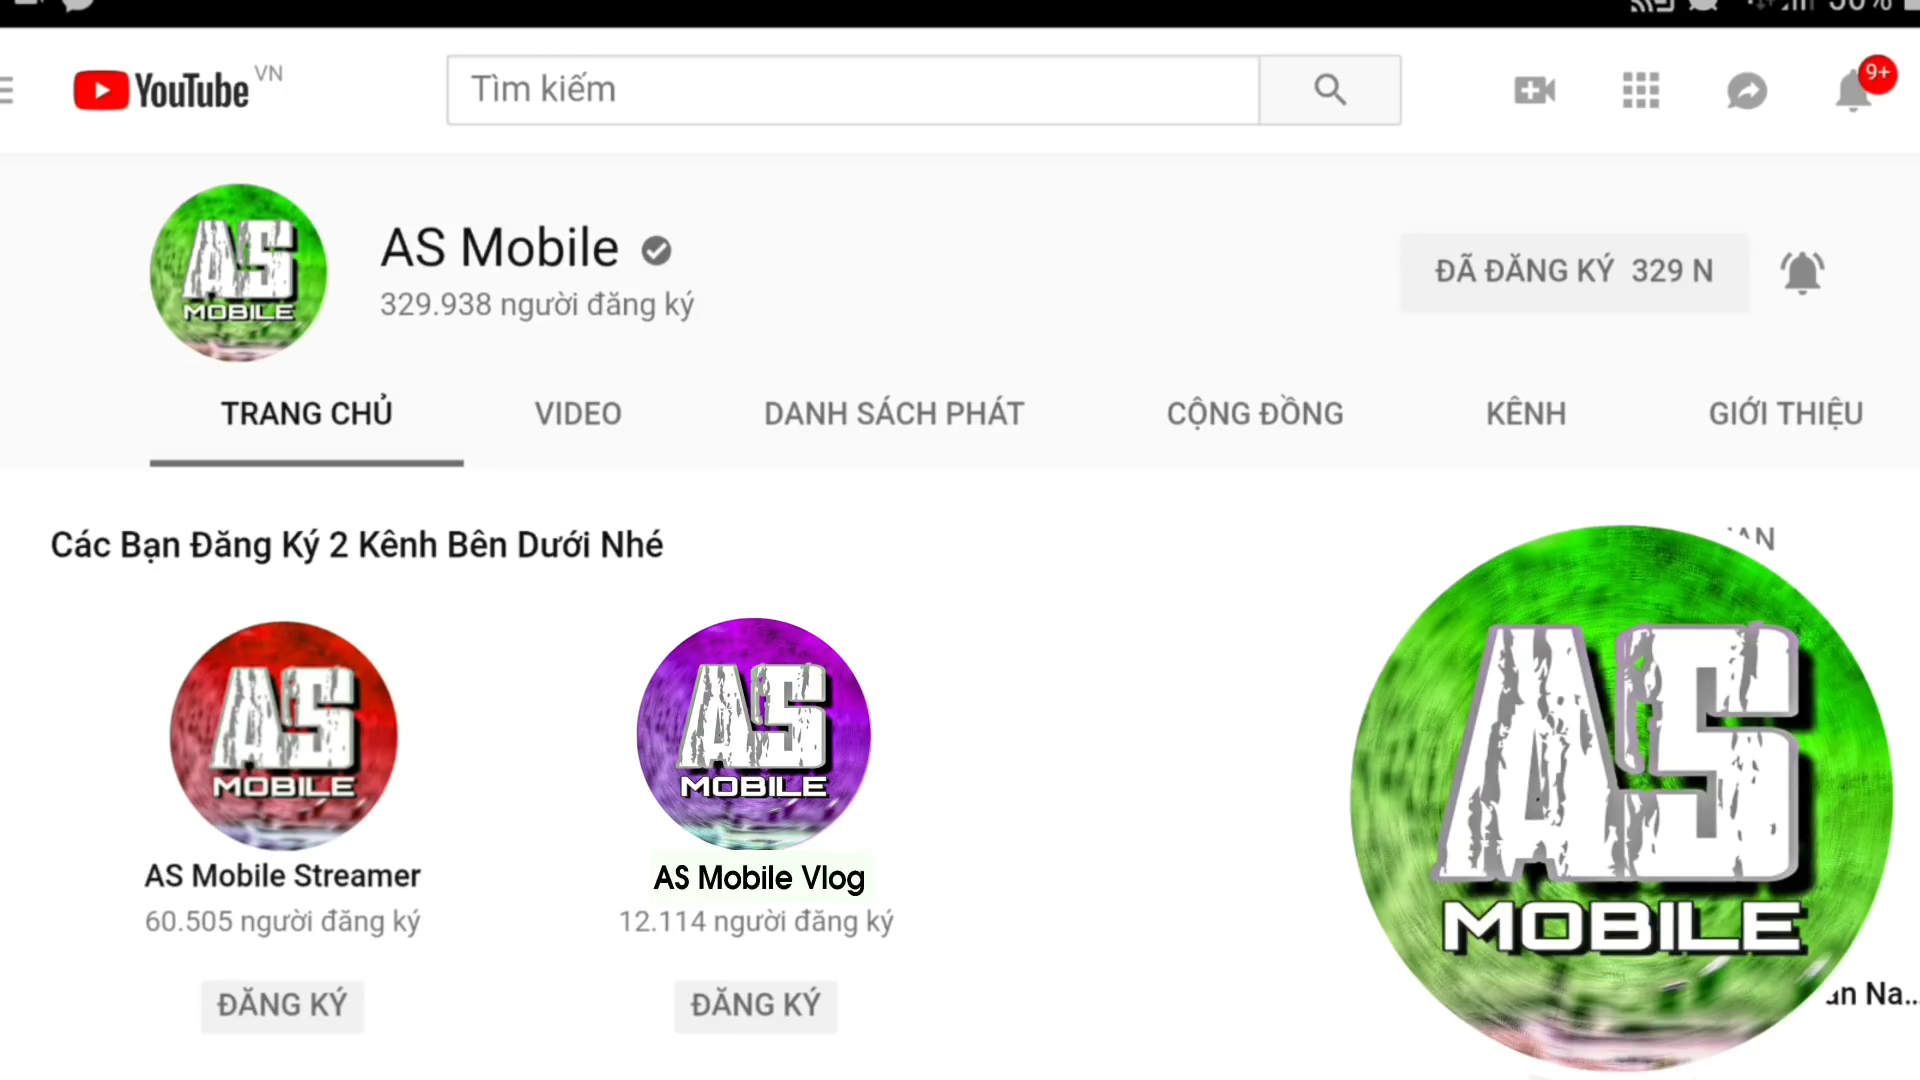 YouTube VN
Tìm kiếm
9+
AS
MOBILE
AS Mobile
329.938 người đăng ký
ĐÃ ĐĂNG KÝ 329 N
TRANG CHỦ
VIDEO
DANH SÁCH PHÁT
CỘNG ĐỒNG
KÊNH
GIỚI THIỆU
Các Bạn Đăng Ký 2 Kênh Bên Dưới Nhé
AS
MOBILE
AS Mobile Streamer
60.505 người đăng ký
ĐĂNG KÝ
AS
MOBILE
AS Mobile Vlog
12.114 người đăng ký
ĐĂNG KÝ
AS
MOBILE